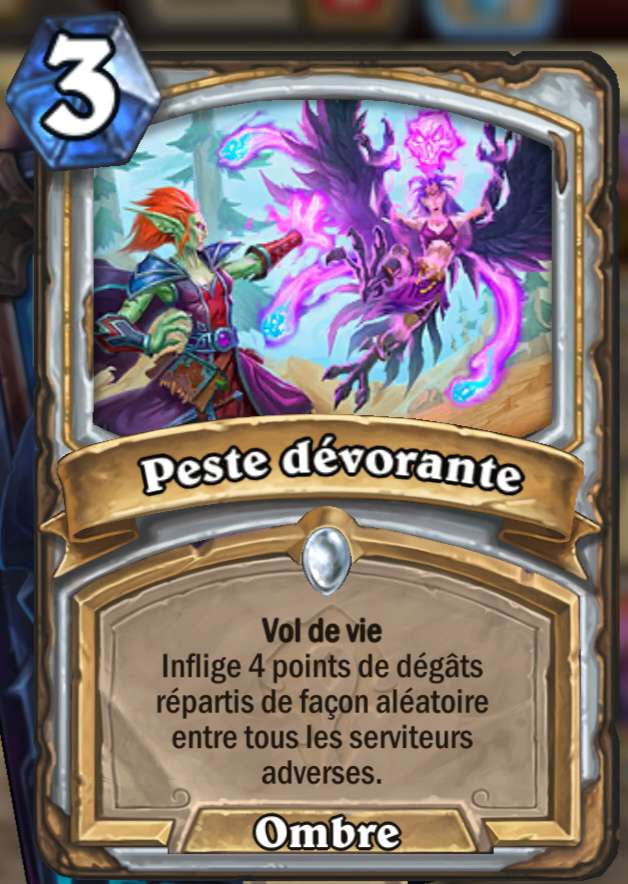 3
Peste dévorante
Vol de vie
Inflige 4 points de dégâts
répartis de façon aléatoire
entre tous les serviteurs
adverses.
Ombre